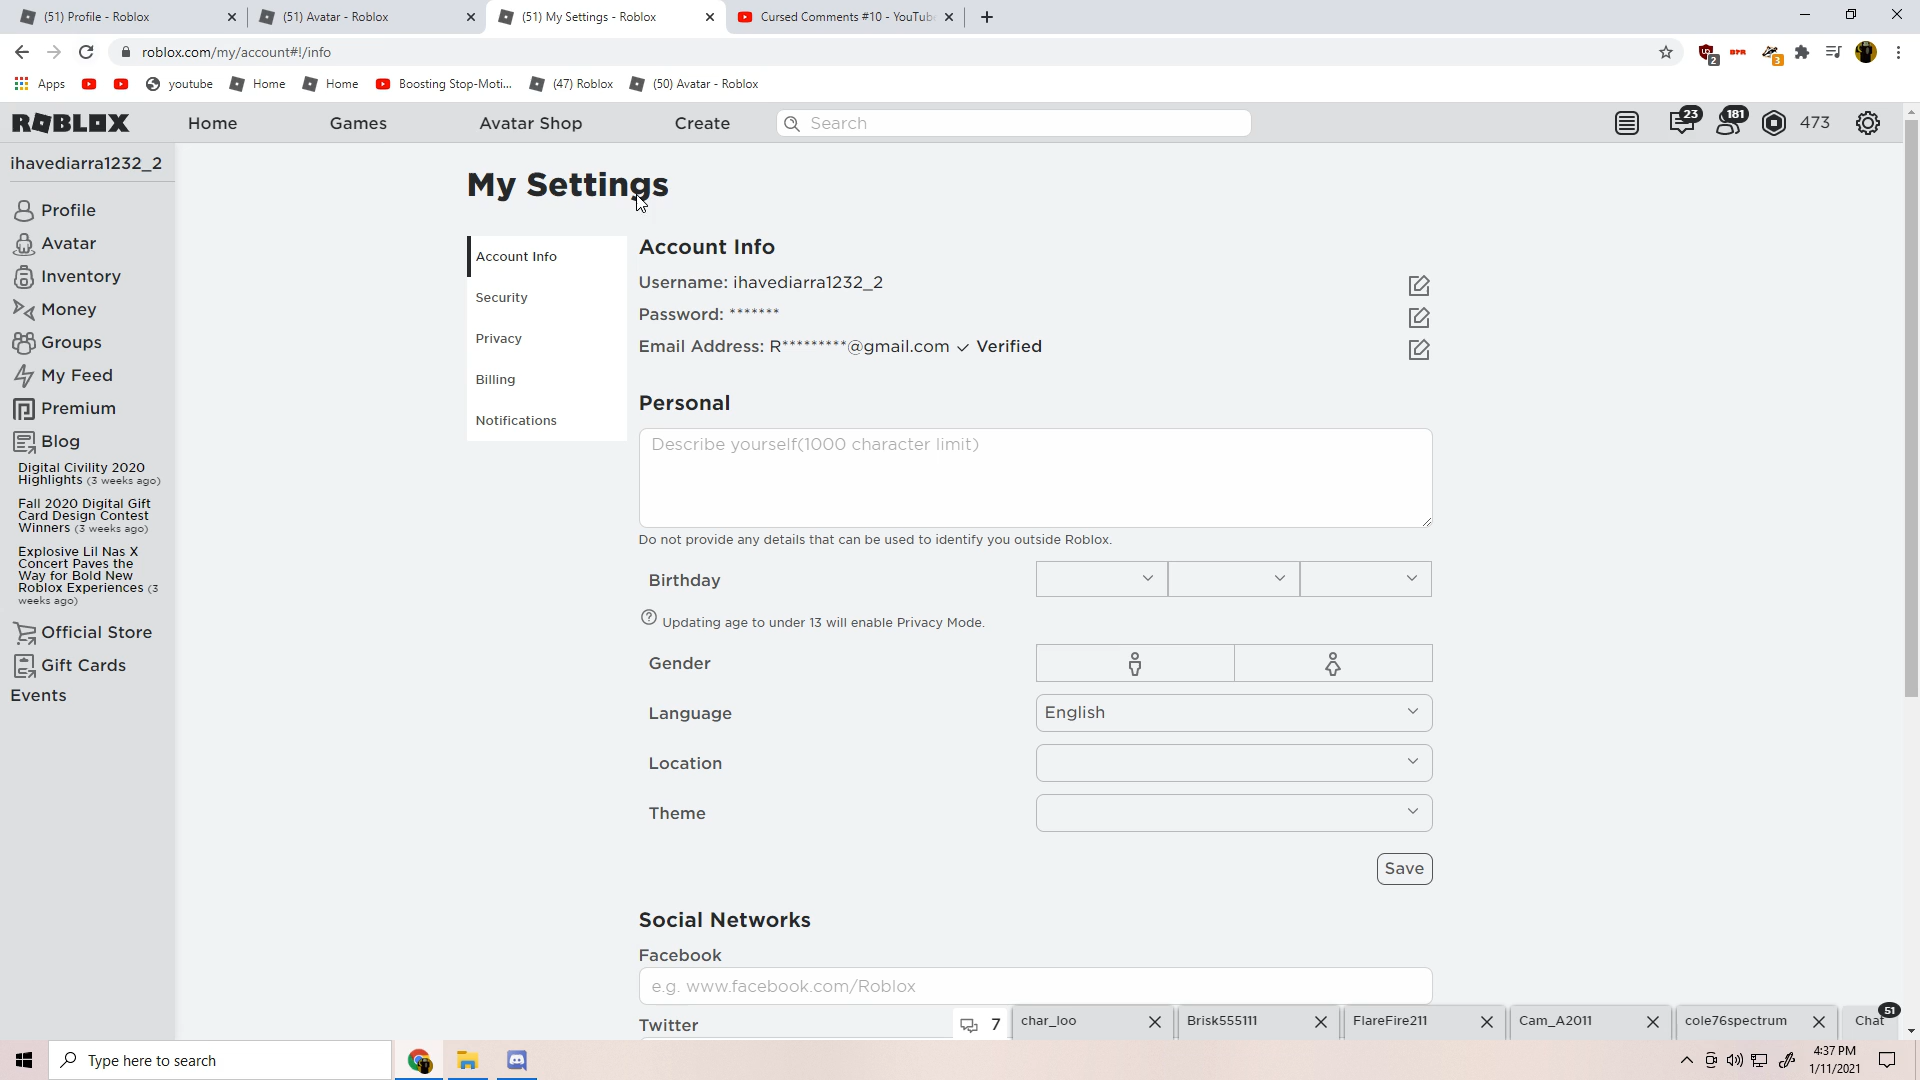 (51) Profile - Roblox
(51) Avatar - Roblox
(51) My Settings - Roblox
Cursed Comments #10 - YouTube
roblox.com/my/account#!/info
2
3
Apps
youtube
Home
Home
Boosting Stop-Moti...
(47) Roblox
(50) Avatar - Roblox
ROBLOX
Home
Games
Avatar Shop
Create
Search
23
181
473
ihavediarra1232_2
Profile
Avatar
Inventory
Money
Groups
My Feed
Premium
Blog
Digital Civility 2020
Highlights (3 weeks ago)
Fall 2020 Digital Gift
Card Design Contest
Winners (3 weeks ago)
Explosive Lil Nas X
Concert Paves the
Way for Bold New
Roblox Experiences (3
weeks ago)
Official Store
Gift Cards
Events
My Settings
Account Info
Security
Privacy
Billing
Notifications
Account Info
Username: ihavediarra1232_2
Password: *******
Email Address: R*********@gmail.com ✓ Verified
Personal
Describe yourself(1000 character limit)
Do not provide any details that can be used to identify you outside Roblox.
Birthday
Updating age to under 13 will enable Privacy Mode.
Gender
Language
English
Location
Theme
Save
Social Networks
Facebook
e.g. www.facebook.com/Roblox
Twitter
7
char_loo
Brisk555111
FlareFire211
Cam_A2011
cole76spectrum
Chat
51
Type here to search
4:37 PM
1/11/2021